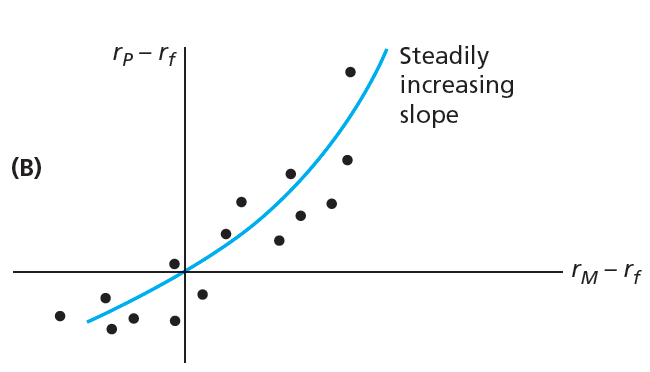 r_P – r_f
Steadily
increasing
slope
(B)
r_M – r_f